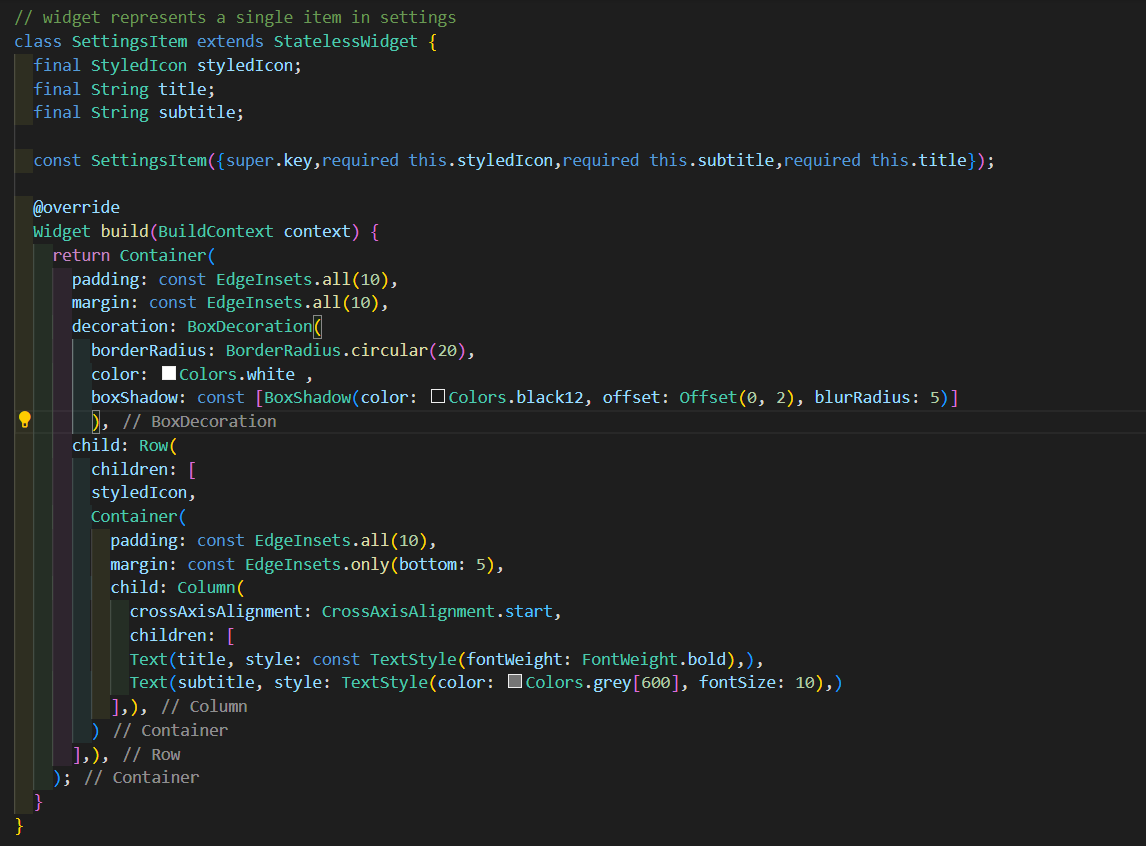 // widget represents a single item in settings
class SettingsItem extends StatelessWidget {
  final StyledIcon styledIcon;
  final String title;
  final String subtitle;

  const SettingsItem({super.key,required this.styledIcon,required this.subtitle,required this.title});

  @override
  Widget build(BuildContext context) {
    return Container(
      padding: const EdgeInsets.all(10),
      margin: const EdgeInsets.all(10),
      decoration: BoxDecoration(
        borderRadius: BorderRadius.circular(20),
        color: Colors.white ,
        boxShadow: const [BoxShadow(color: Colors.black12, offset: Offset(0, 2), blurRadius: 5)]
        ), // BoxDecoration
      child: Row(
        children: [
        styledIcon,
        Container(
          padding: const EdgeInsets.all(10),
          margin: const EdgeInsets.only(bottom: 5),
          child: Column(
            crossAxisAlignment: CrossAxisAlignment.start,
            children: [
            Text(title, style: const TextStyle(fontWeight: FontWeight.bold),),
            Text(subtitle, style: TextStyle(color: Colors.grey[600], fontSize: 10),)
          ],), // Column
        ) // Container
      ],), // Row
    ); // Container
  }
}